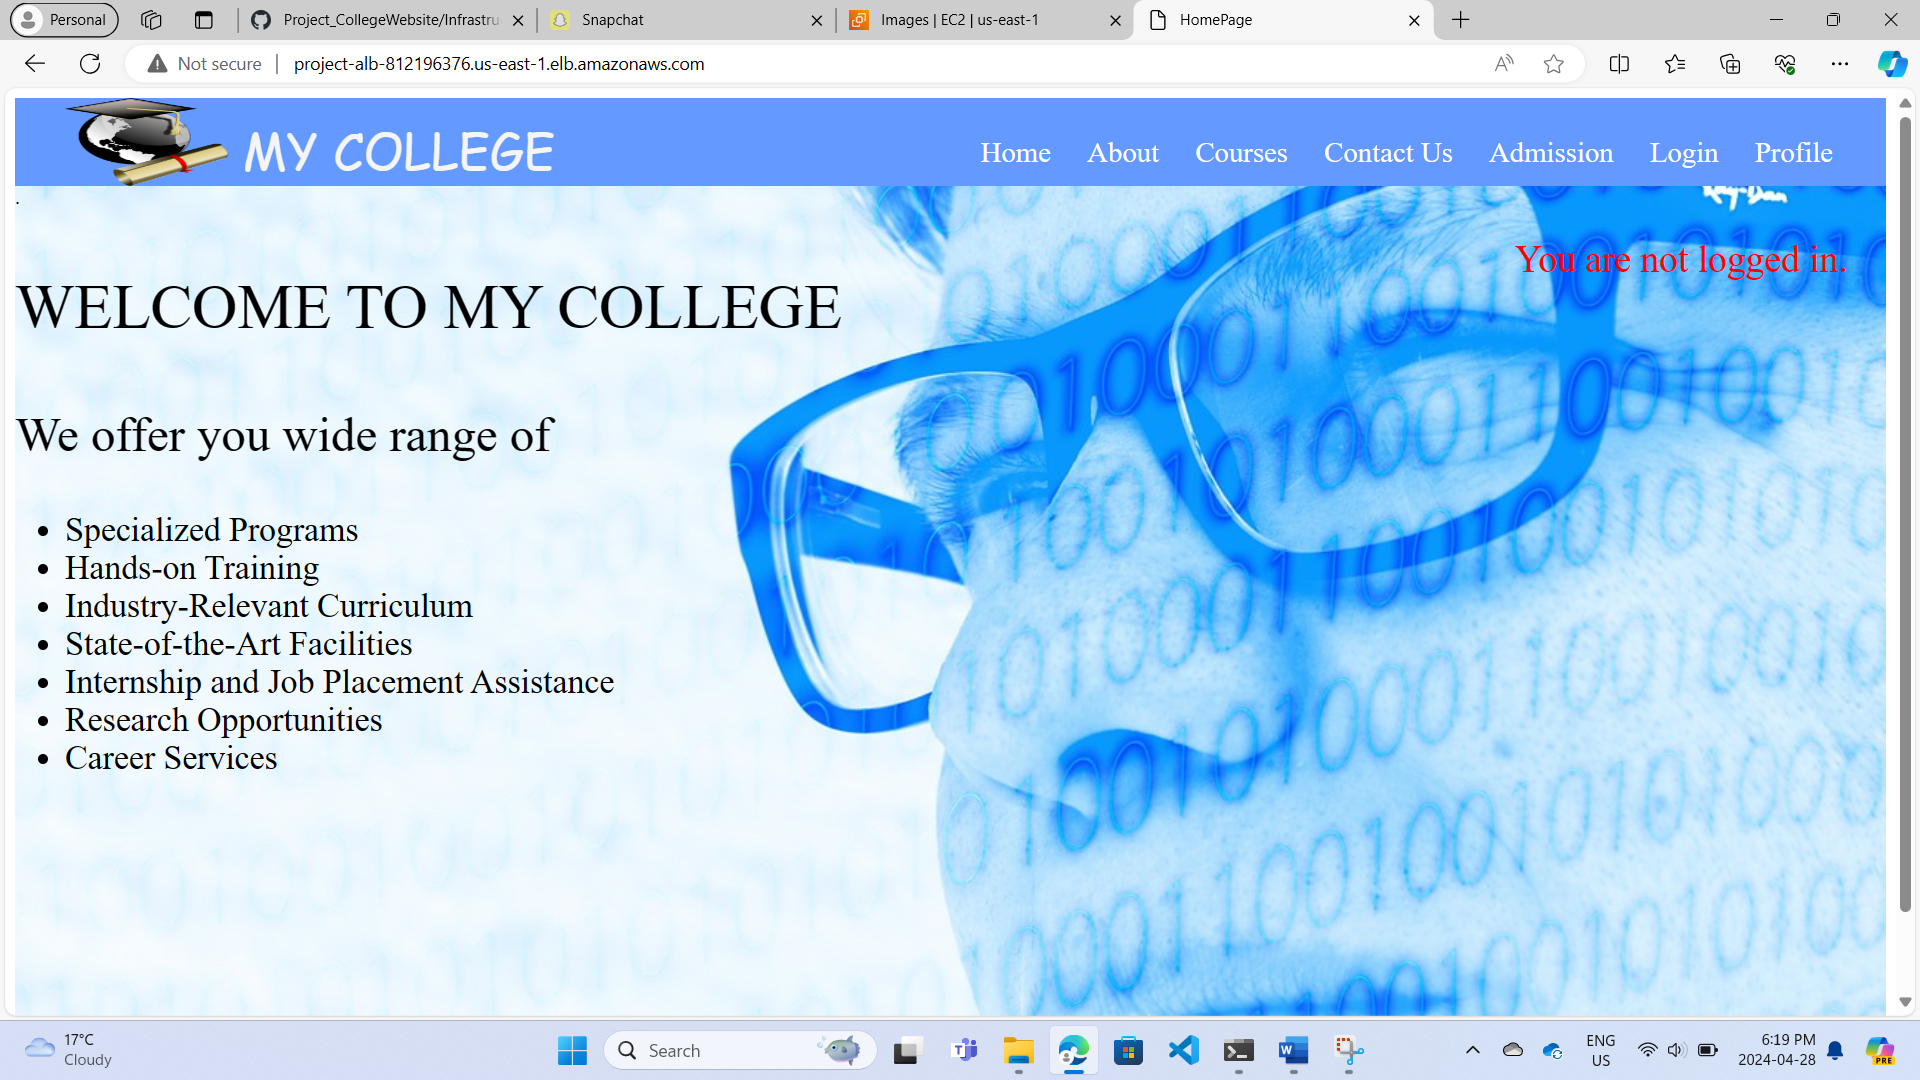 Personal
Project_CollegeWebsite/Infrastru
Snapchat
Images | EC2 | us-east-1
HomePage
Not secure
project-alb-812196376.us-east-1.elb.amazonaws.com
MY COLLEGE
Home About Courses Contact Us Admission Login Profile
.
You are not logged in.
WELCOME TO MY COLLEGE
We offer you wide range of
• Specialized Programs
• Hands-on Training
• Industry-Relevant Curriculum
• State-of-the-Art Facilities
• Internship and Job Placement Assistance
• Research Opportunities
• Career Services
17°C
Cloudy
Search
ENG
US
6:19 PM
2024-04-28
PRE